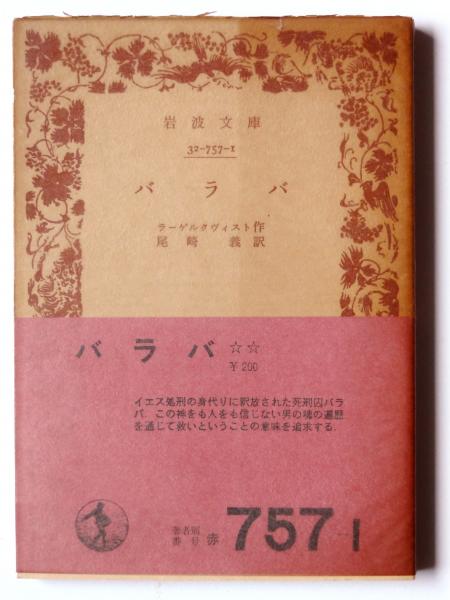 岩波文庫
32-757-1
バラバ
ラーゲルクヴィスト作
尾崎義訳
バラバ ☆☆
¥200
イエス処刑の身代りに釈放された死刑囚バラ
バ．この神をも人をも信じない男の魂の遍歴
を通じて救いということの意味を追求する．
著者別
番号 赤 757-1